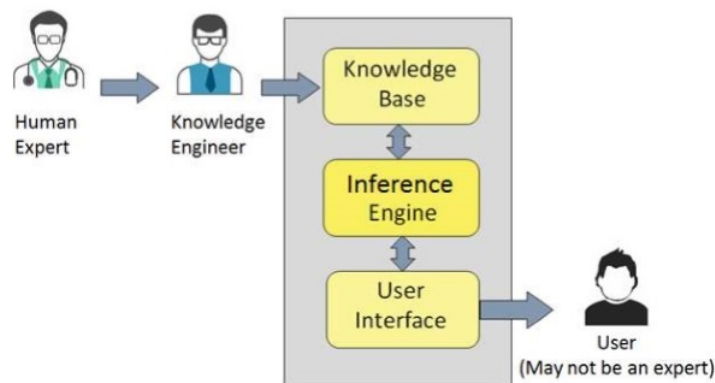 Human
Expert
Knowledge
Engineer
Knowledge
Base
Inference
Engine
User
Interface
User
(May not be an expert)